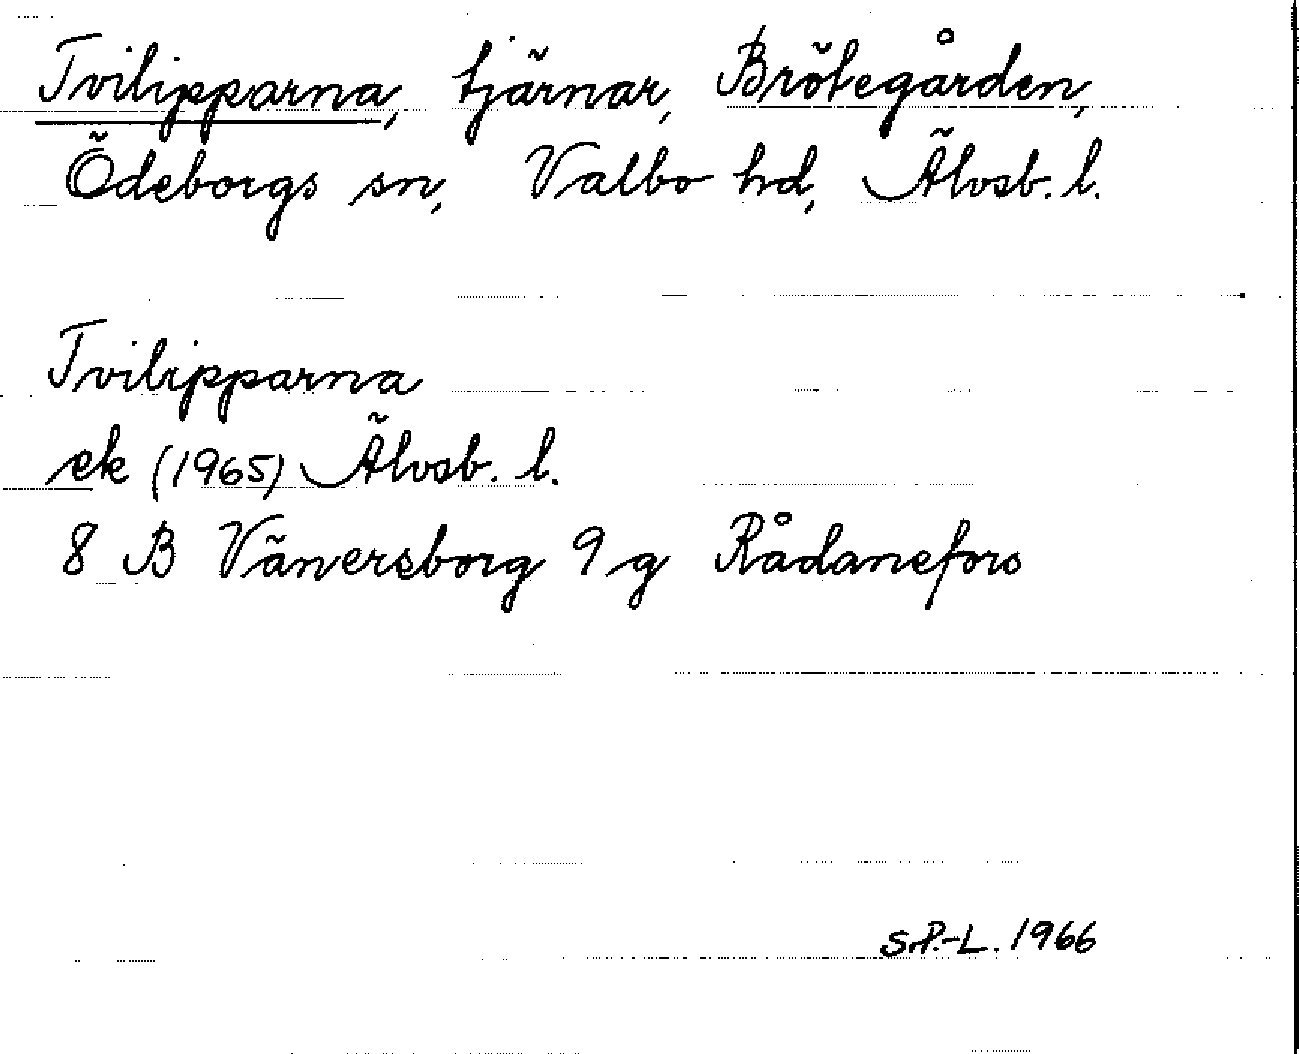 Tvilipparna, tjärnar, Brötegården,
Ödeborgs sn, Valbo hd, Älvsb. l.
Tvilipparna
ek (1965) Älvsb. l.
8 B Vänersborg 9 g Rådanefors
S.P.-L. 1966